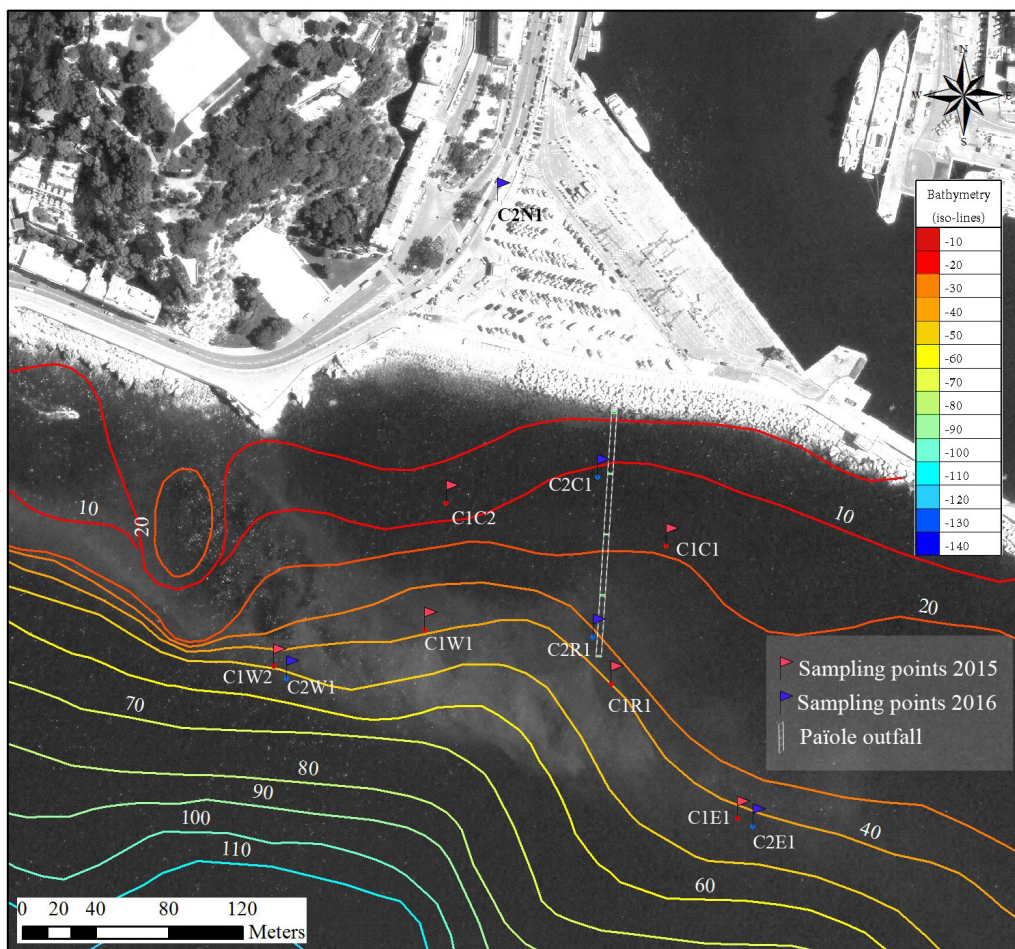 N
W E
S
C2N1
Bathymetry
(iso-lines)
-10
-20
-30
-40
-50
-60
-70
-80
-90
-100
-110
-120
-130
-140
10
20
C2C1
C1C2
10
C1C1
20
C1W1
C2R1
C1W2
C2W1
C1R1
Sampling points 2015
Sampling points 2016
Païole outfall
70
80
90
100
110
C1E1
C2E1
40
60
0 20 40 80 120
Meters